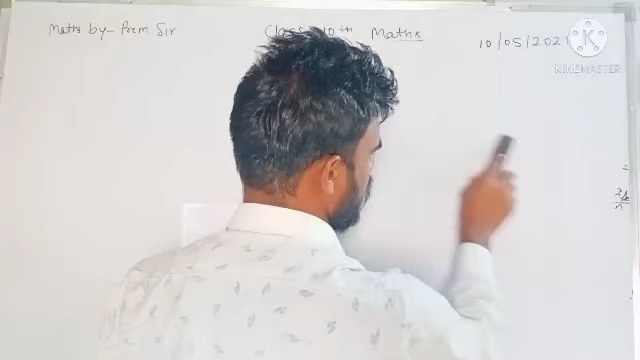 Maths by- Prem Sir
Class 10th Maths
10/05/2021
KINEMASTER